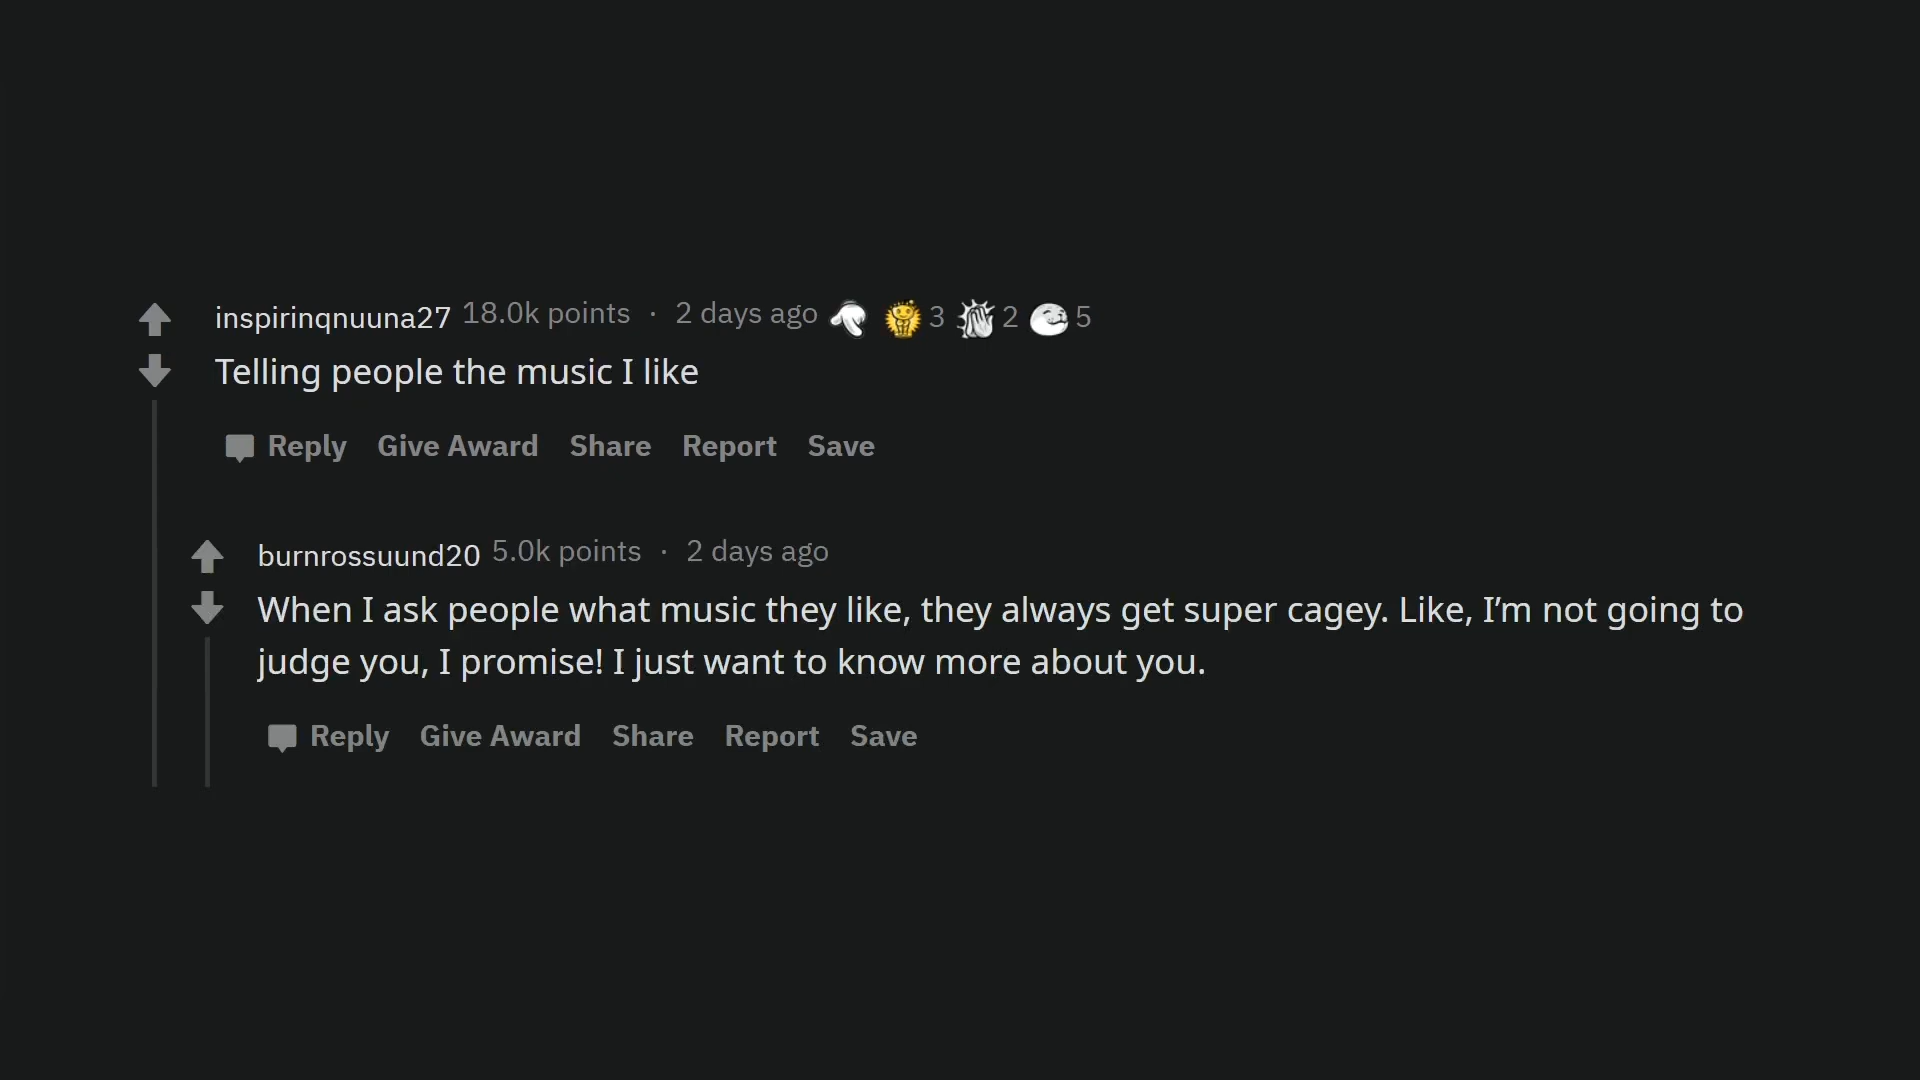 inspirinqnuuna27 18.0k points · 2 days ago 3 2 5
Telling people the music I like
Reply Give Award Share Report Save
burnrossuund20 5.0k points · 2 days ago
When I ask people what music they like, they always get super cagey. Like, I’m not going to
judge you, I promise! I just want to know more about you.
Reply Give Award Share Report Save